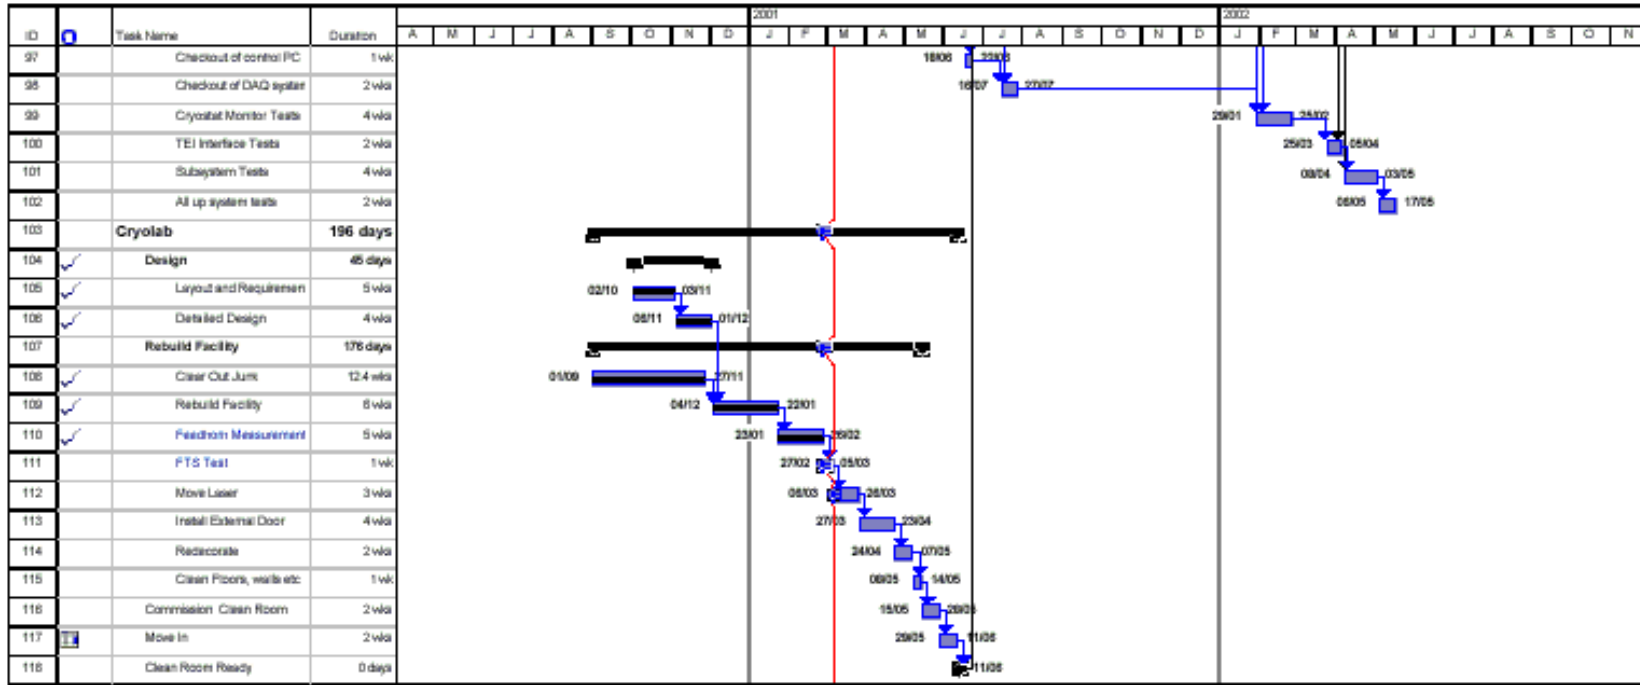 2001 2002
ID Task Name Duration A M J J A S O N D J F M A M J J A S O N D J F M A M J J A S O N
97 Checkout of control PC 1 wk 18/06 22/06
98 Checkout of DAQ system 2 wks 16/07 27/07
99 Cryostat Monitor Tests 4 wks 29/01 25/02
100 TEI Interface Tests 2 wks 25/03 05/04
101 Subsystem Tests 4 wks 08/04 03/05
102 All up system tests 2 wks 06/05 17/05
103 Cryolab 196 days
104 Design 45 days
105 Layout and Requiremen 5 wks 02/10 03/11
106 Detailed Design 4 wks 06/11 01/12
107 Rebuild Facility 176 days
108 Clear Out Junk 12.4 wks 01/09 27/11
109 Rebuild Facility 6 wks 04/12 22/01
110 Feedhorn Measurement 5 wks 23/01 26/02
111 FTS Test 1 wk 27/02 05/03
112 Move Laser 3 wks 06/03 26/03
113 Install External Door 4 wks 27/03 23/04
114 Redecorate 2 wks 24/04 07/05
115 Clean Floors, walls etc 1 wk 08/05 14/05
116 Commission Clean Room 2 wks 15/05 28/05
117 Move In 2 wks 29/05 11/06
118 Clean Room Ready 0 days 11/06